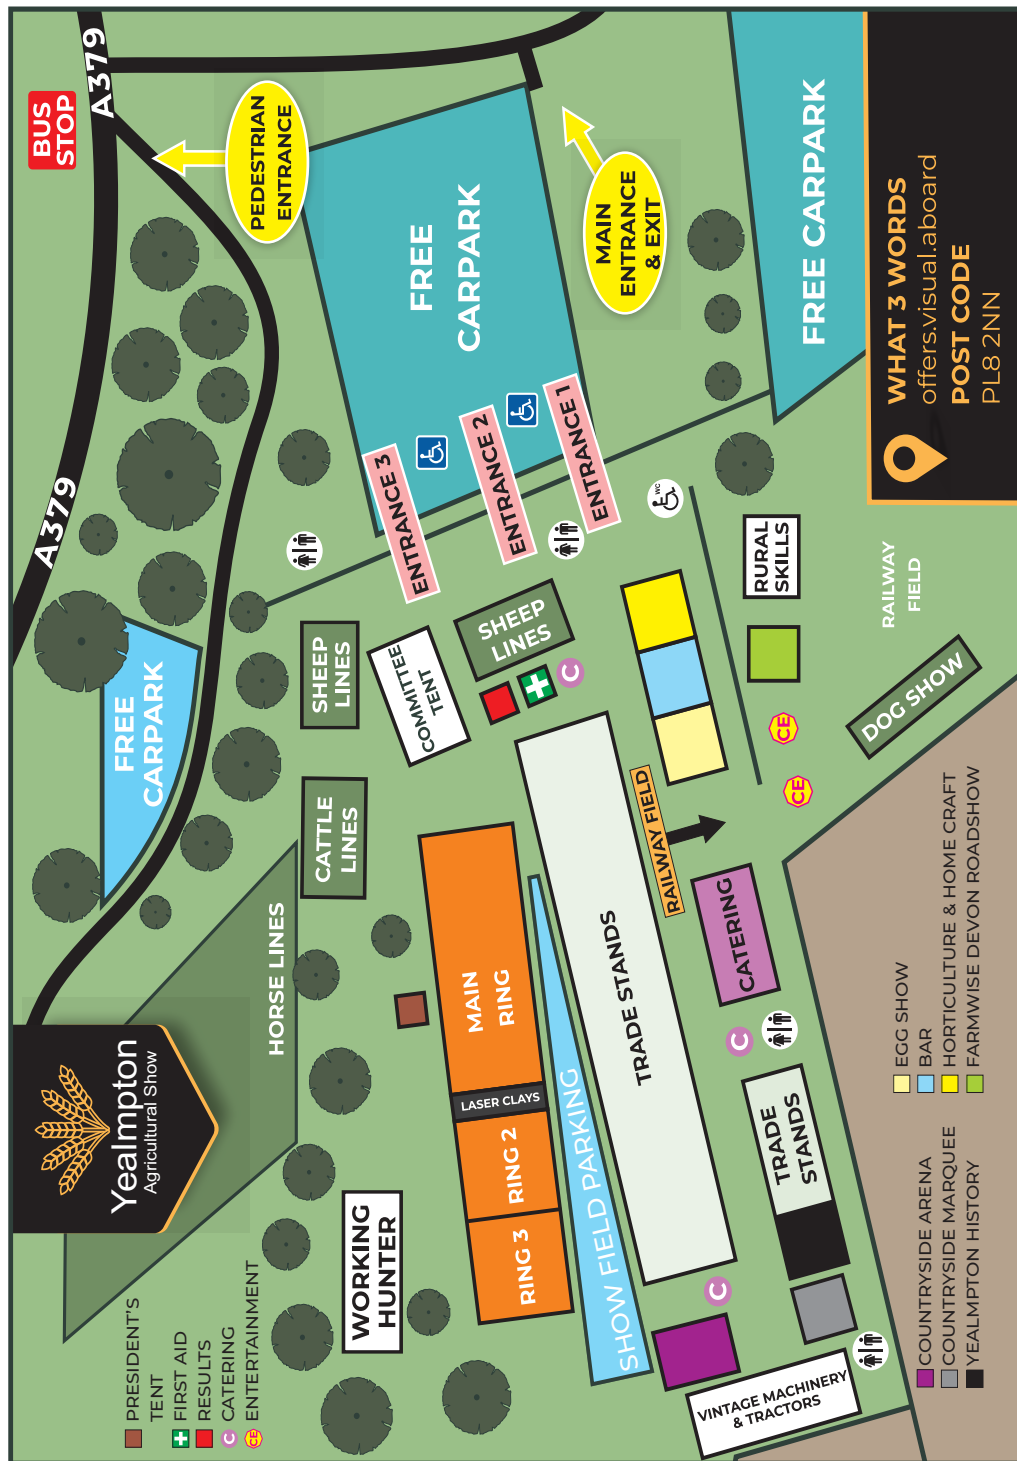 Yealmpton
Agricultural Show
A379
A379
BUS
STOP
PEDESTRIAN
ENTRANCE
FREE
CARPARK
HORSE LINES
CATTLE
LINES
SHEEP
LINES
FREE
CARPARK
ENTRANCE 3
ENTRANCE 2
ENTRANCE 1
MAIN
ENTRANCE
& EXIT
FREE CARPARK
COMMITTEE
TENT
SHEEP
LINES
C
WC
WORKING
HUNTER
RING 3
RING 2
LASER CLAYS
MAIN
RING
SHOW FIELD PARKING
TRADE STANDS
RAILWAY FIELD
CATERING
C
C
TRADE
STANDS
VINTAGE MACHINERY
& TRACTORS
RURAL
SKILLS
CE
CE
DOG SHOW
RAILWAY
FIELD
PRESIDENT'S
TENT
FIRST AID
RESULTS
C CATERING
CE ENTERTAINMENT
COUNTRYSIDE ARENA
COUNTRYSIDE MARQUEE
YEALMPTON HISTORY
EGG SHOW
BAR
HORTICULTURE & HOME CRAFT
FARMWISE DEVON ROADSHOW
WHAT 3 WORDS
offers.visual.aboard
POST CODE
PL8 2NN